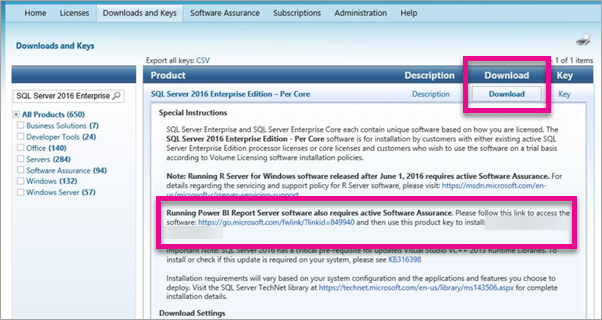 Home Licenses Downloads and Keys Software Assurance Subscriptions Administration Help
Downloads and Keys
Export all keys: CSV
1 of 1 items
Product Description Download Key
SQL Server 2016 Enterprise
SQL Server 2016 Enterprise Edition – Per Core Description Download Key
All Products (650)
Business Solutions (7)
Developer Tools (24)
Office (140)
Servers (284)
Software Assurance (94)
Windows (132)
Windows Server (57)
Special Instructions
SQL Server Enterprise and SQL Server Enterprise Core each contain unique software based on how you are licensed. The
SQL Server 2016 Enterprise Edition - Per Core software is for installation by customers with either existing active SQL
Server Enterprise Edition processor licenses or core licenses and customers who wish to use the software on a trial basis
according to Volume Licensing software installation policies.
Note: Running R Server for Windows software released after June 1, 2016 requires active Software Assurance. For
details regarding the servicing and support policy for R Server software, please visit: https://msdn.microsoft.com/en-
us/microsoft-r/rserver-servicing-support
Running Power BI Report Server software also requires active Software Assurance. Please follow this link to access the
software: https://go.microsoft.com/fwlink/?linkid=849940 and then use this product key to install:
Important Note: SQL Server 2016 has a critical pre-requisite for updated Visual Studio VC++ 2013 Runtime Libraries. To
install or check if this update is required on your system, please see KB316398
Installation requirements will vary based on your system configuration and the applications and features you choose to
deploy. Visit the SQL Server TechNet library at https://technet.microsoft.com/en-us/library/ms143506.aspx for complete
installation details.
Download Settings